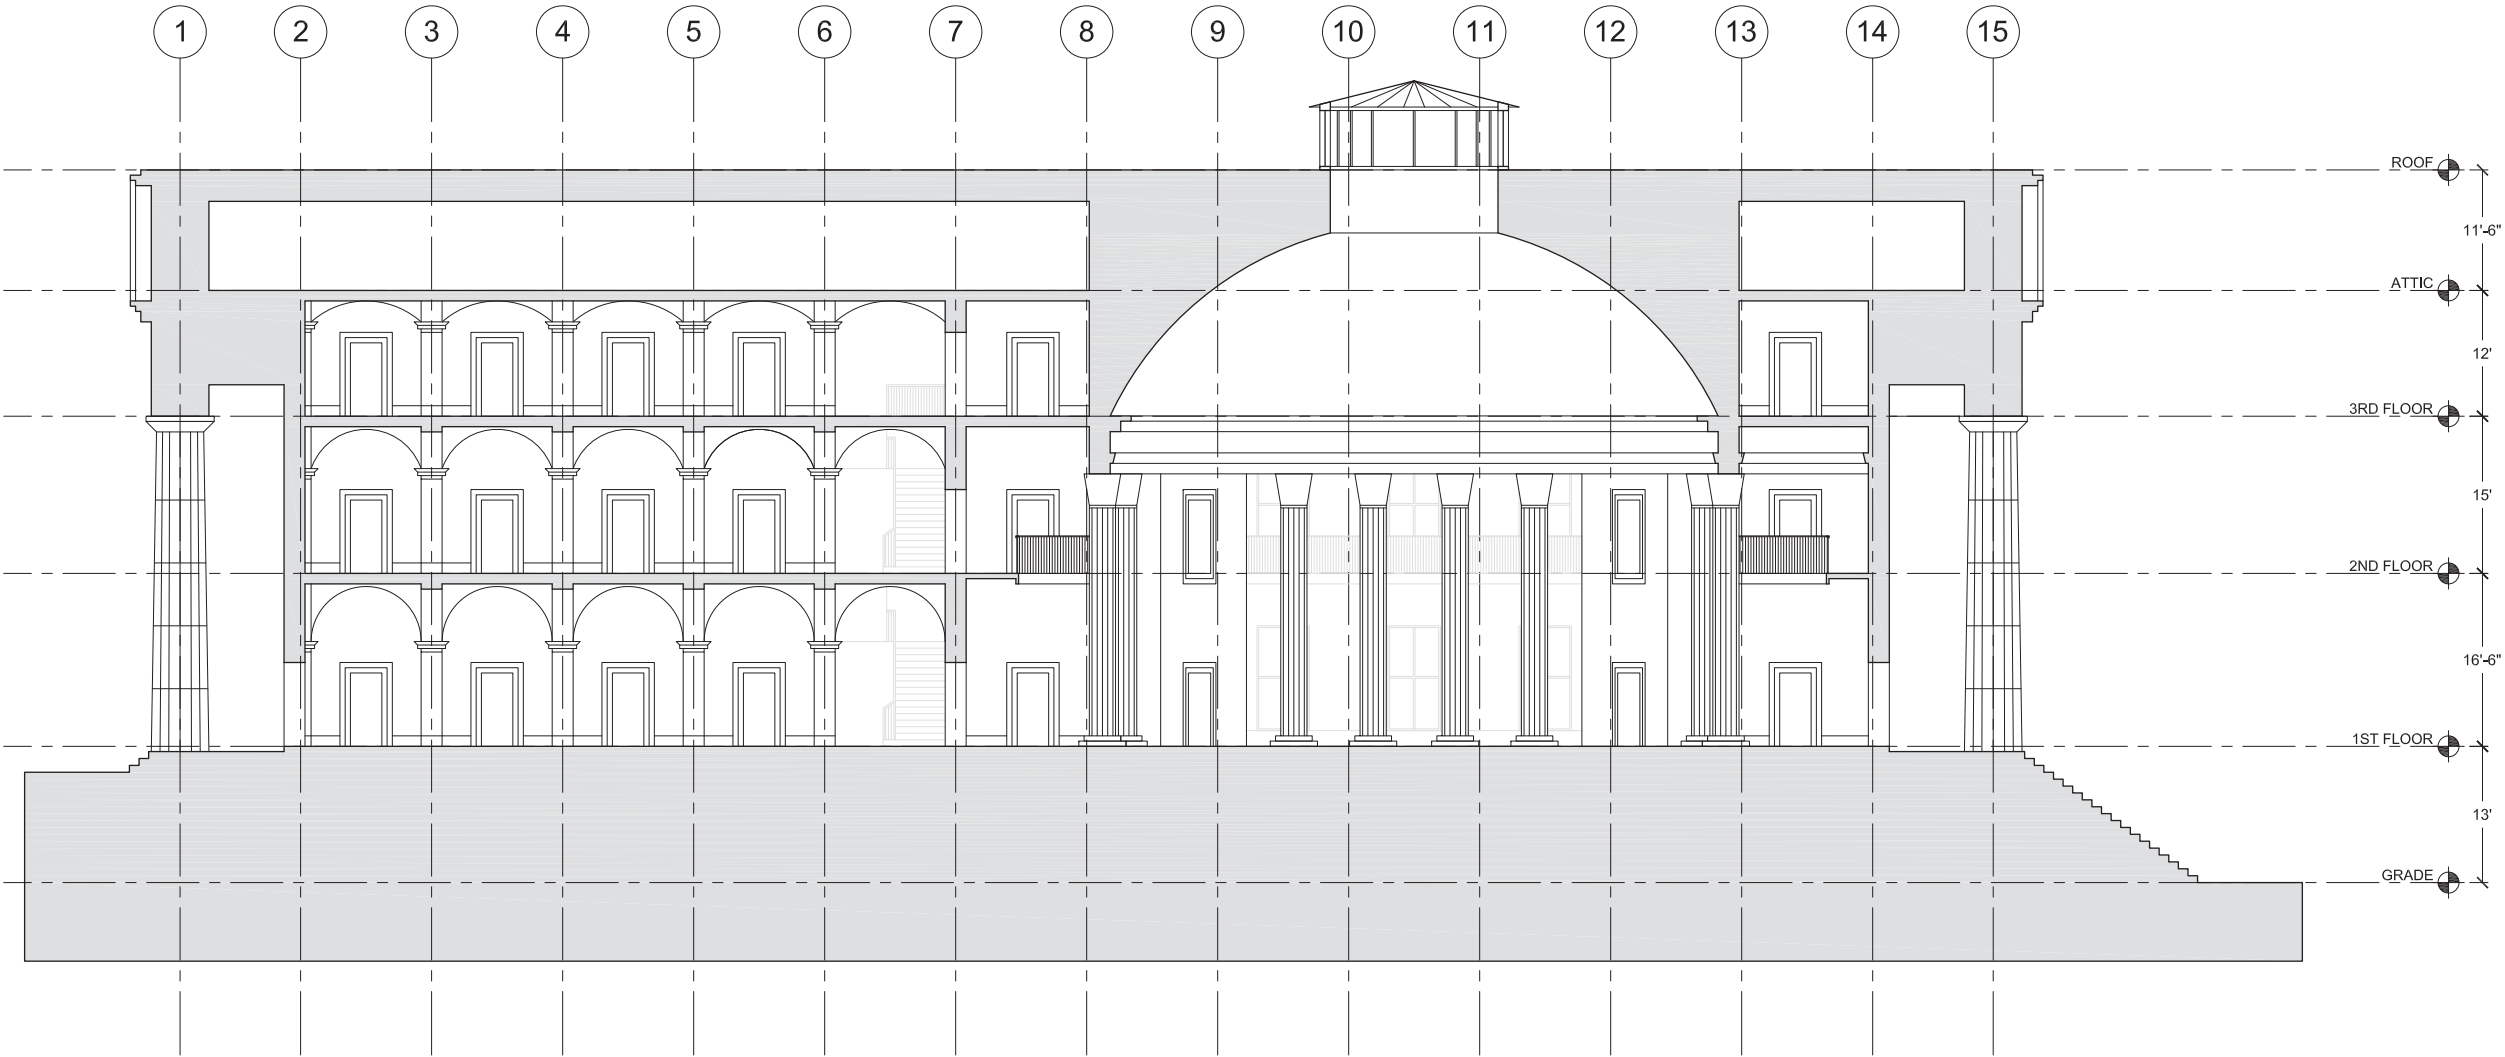 1 2 3 4 5 6 7 8 9 10 11 12 13 14 15
ROOF
11'-6"
ATTIC
12'
3RD FLOOR
15'
2ND FLOOR
16'-6"
1ST FLOOR
13'
GRADE